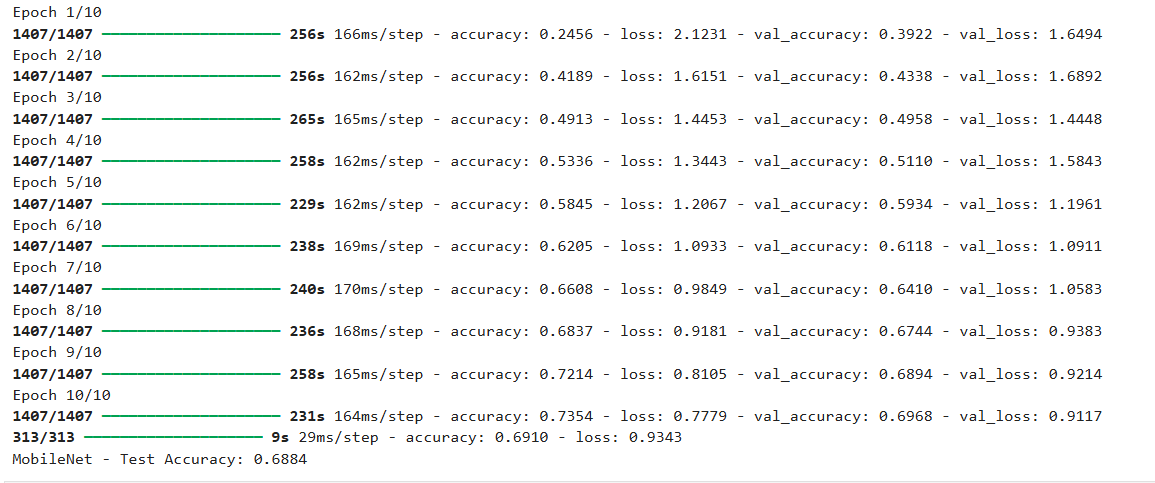 Epoch 1/10
1407/1407 ━━━━━━━━━━━━━━━━━━━━ 256s 166ms/step - accuracy: 0.2456 - loss: 2.1231 - val_accuracy: 0.3922 - val_loss: 1.6494
Epoch 2/10
1407/1407 ━━━━━━━━━━━━━━━━━━━━ 256s 162ms/step - accuracy: 0.4189 - loss: 1.6151 - val_accuracy: 0.4338 - val_loss: 1.6892
Epoch 3/10
1407/1407 ━━━━━━━━━━━━━━━━━━━━ 265s 165ms/step - accuracy: 0.4913 - loss: 1.4453 - val_accuracy: 0.4958 - val_loss: 1.4448
Epoch 4/10
1407/1407 ━━━━━━━━━━━━━━━━━━━━ 258s 162ms/step - accuracy: 0.5336 - loss: 1.3443 - val_accuracy: 0.5110 - val_loss: 1.5843
Epoch 5/10
1407/1407 ━━━━━━━━━━━━━━━━━━━━ 229s 162ms/step - accuracy: 0.5845 - loss: 1.2067 - val_accuracy: 0.5934 - val_loss: 1.1961
Epoch 6/10
1407/1407 ━━━━━━━━━━━━━━━━━━━━ 238s 169ms/step - accuracy: 0.6205 - loss: 1.0933 - val_accuracy: 0.6118 - val_loss: 1.0911
Epoch 7/10
1407/1407 ━━━━━━━━━━━━━━━━━━━━ 240s 170ms/step - accuracy: 0.6608 - loss: 0.9849 - val_accuracy: 0.6410 - val_loss: 1.0583
Epoch 8/10
1407/1407 ━━━━━━━━━━━━━━━━━━━━ 236s 168ms/step - accuracy: 0.6837 - loss: 0.9181 - val_accuracy: 0.6744 - val_loss: 0.9383
Epoch 9/10
1407/1407 ━━━━━━━━━━━━━━━━━━━━ 258s 165ms/step - accuracy: 0.7214 - loss: 0.8105 - val_accuracy: 0.6894 - val_loss: 0.9214
Epoch 10/10
1407/1407 ━━━━━━━━━━━━━━━━━━━━ 231s 164ms/step - accuracy: 0.7354 - loss: 0.7779 - val_accuracy: 0.6968 - val_loss: 0.9117
313/313 ━━━━━━━━━━━━━━━━━━━━ 9s 29ms/step - accuracy: 0.6910 - loss: 0.9343
MobileNet - Test Accuracy: 0.6884